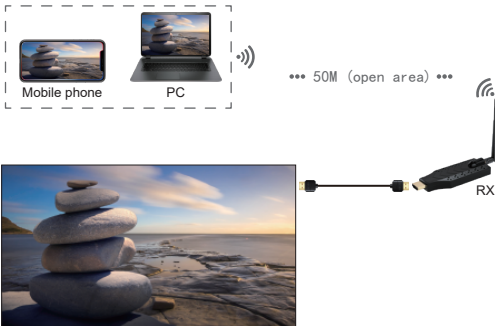 ••• 50M (open area) •••
Mobile phone
PC
RX